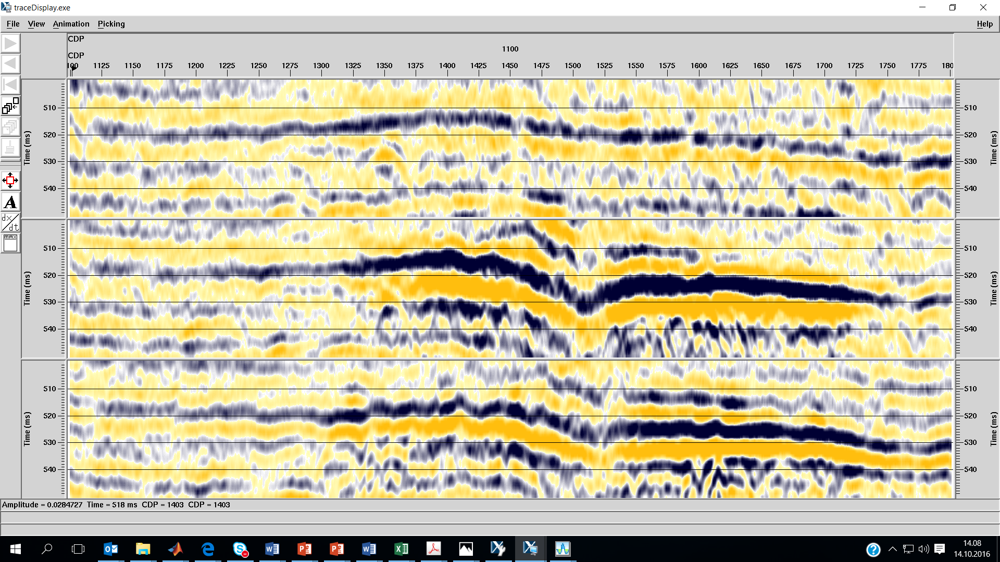 traceDisplay.exe
File View Animation Picking Help
CDP
1100
CDP
100 1125 1150 1175 1200 1225 1250 1275 1300 1325 1350 1375 1400 1425 1450 1475 1500 1525 1550 1575 1600 1625 1650 1675 1700 1725 1750 1775 180
510 510
520 520
Time (ms) Time (ms)
530 530
540 540
510 510
520 520
Time (ms) Time (ms)
530 530
540 540
510 510
520 520
Time (ms) Time (ms)
530 530
540 540
A
dx/dt
MAX
Amplitude = 0.0284727 Time = 518 ms CDP = 1403 CDP = 1403
14.08
14.10.2016